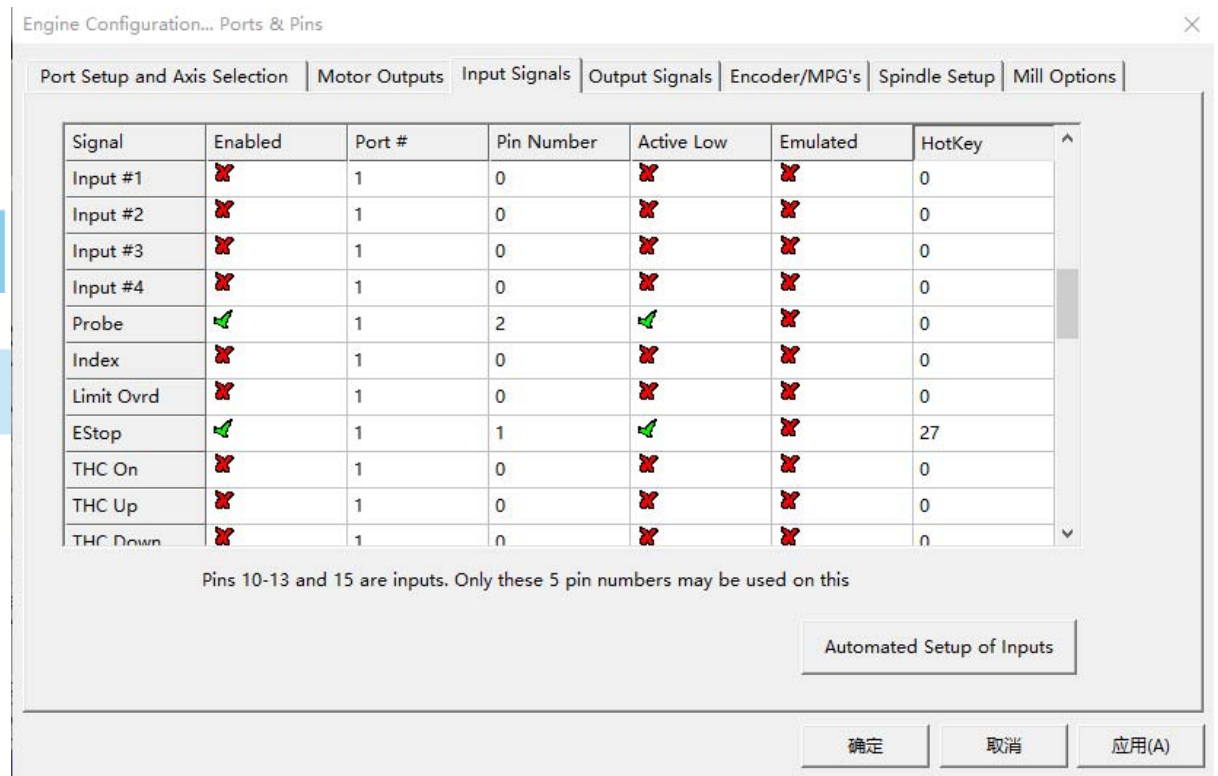 Engine Configuration... Ports & Pins
Port Setup and Axis Selection Motor Outputs Input Signals Output Signals Encoder/MPG's Spindle Setup Mill Options
Signal Enabled Port # Pin Number Active Low Emulated HotKey
Input #1 1 0 0
Input #2 1 0 0
Input #3 1 0 0
Input #4 1 0 0
Probe 1 2 0
Index 1 0 0
Limit Ovrd 1 0 0
EStop 1 1 27
THC On 1 0 0
THC Up 1 0 0
THC Down 1 0 0
Pins 10-13 and 15 are inputs. Only these 5 pin numbers may be used on this
Automated Setup of Inputs
确定 取消 应用(A)